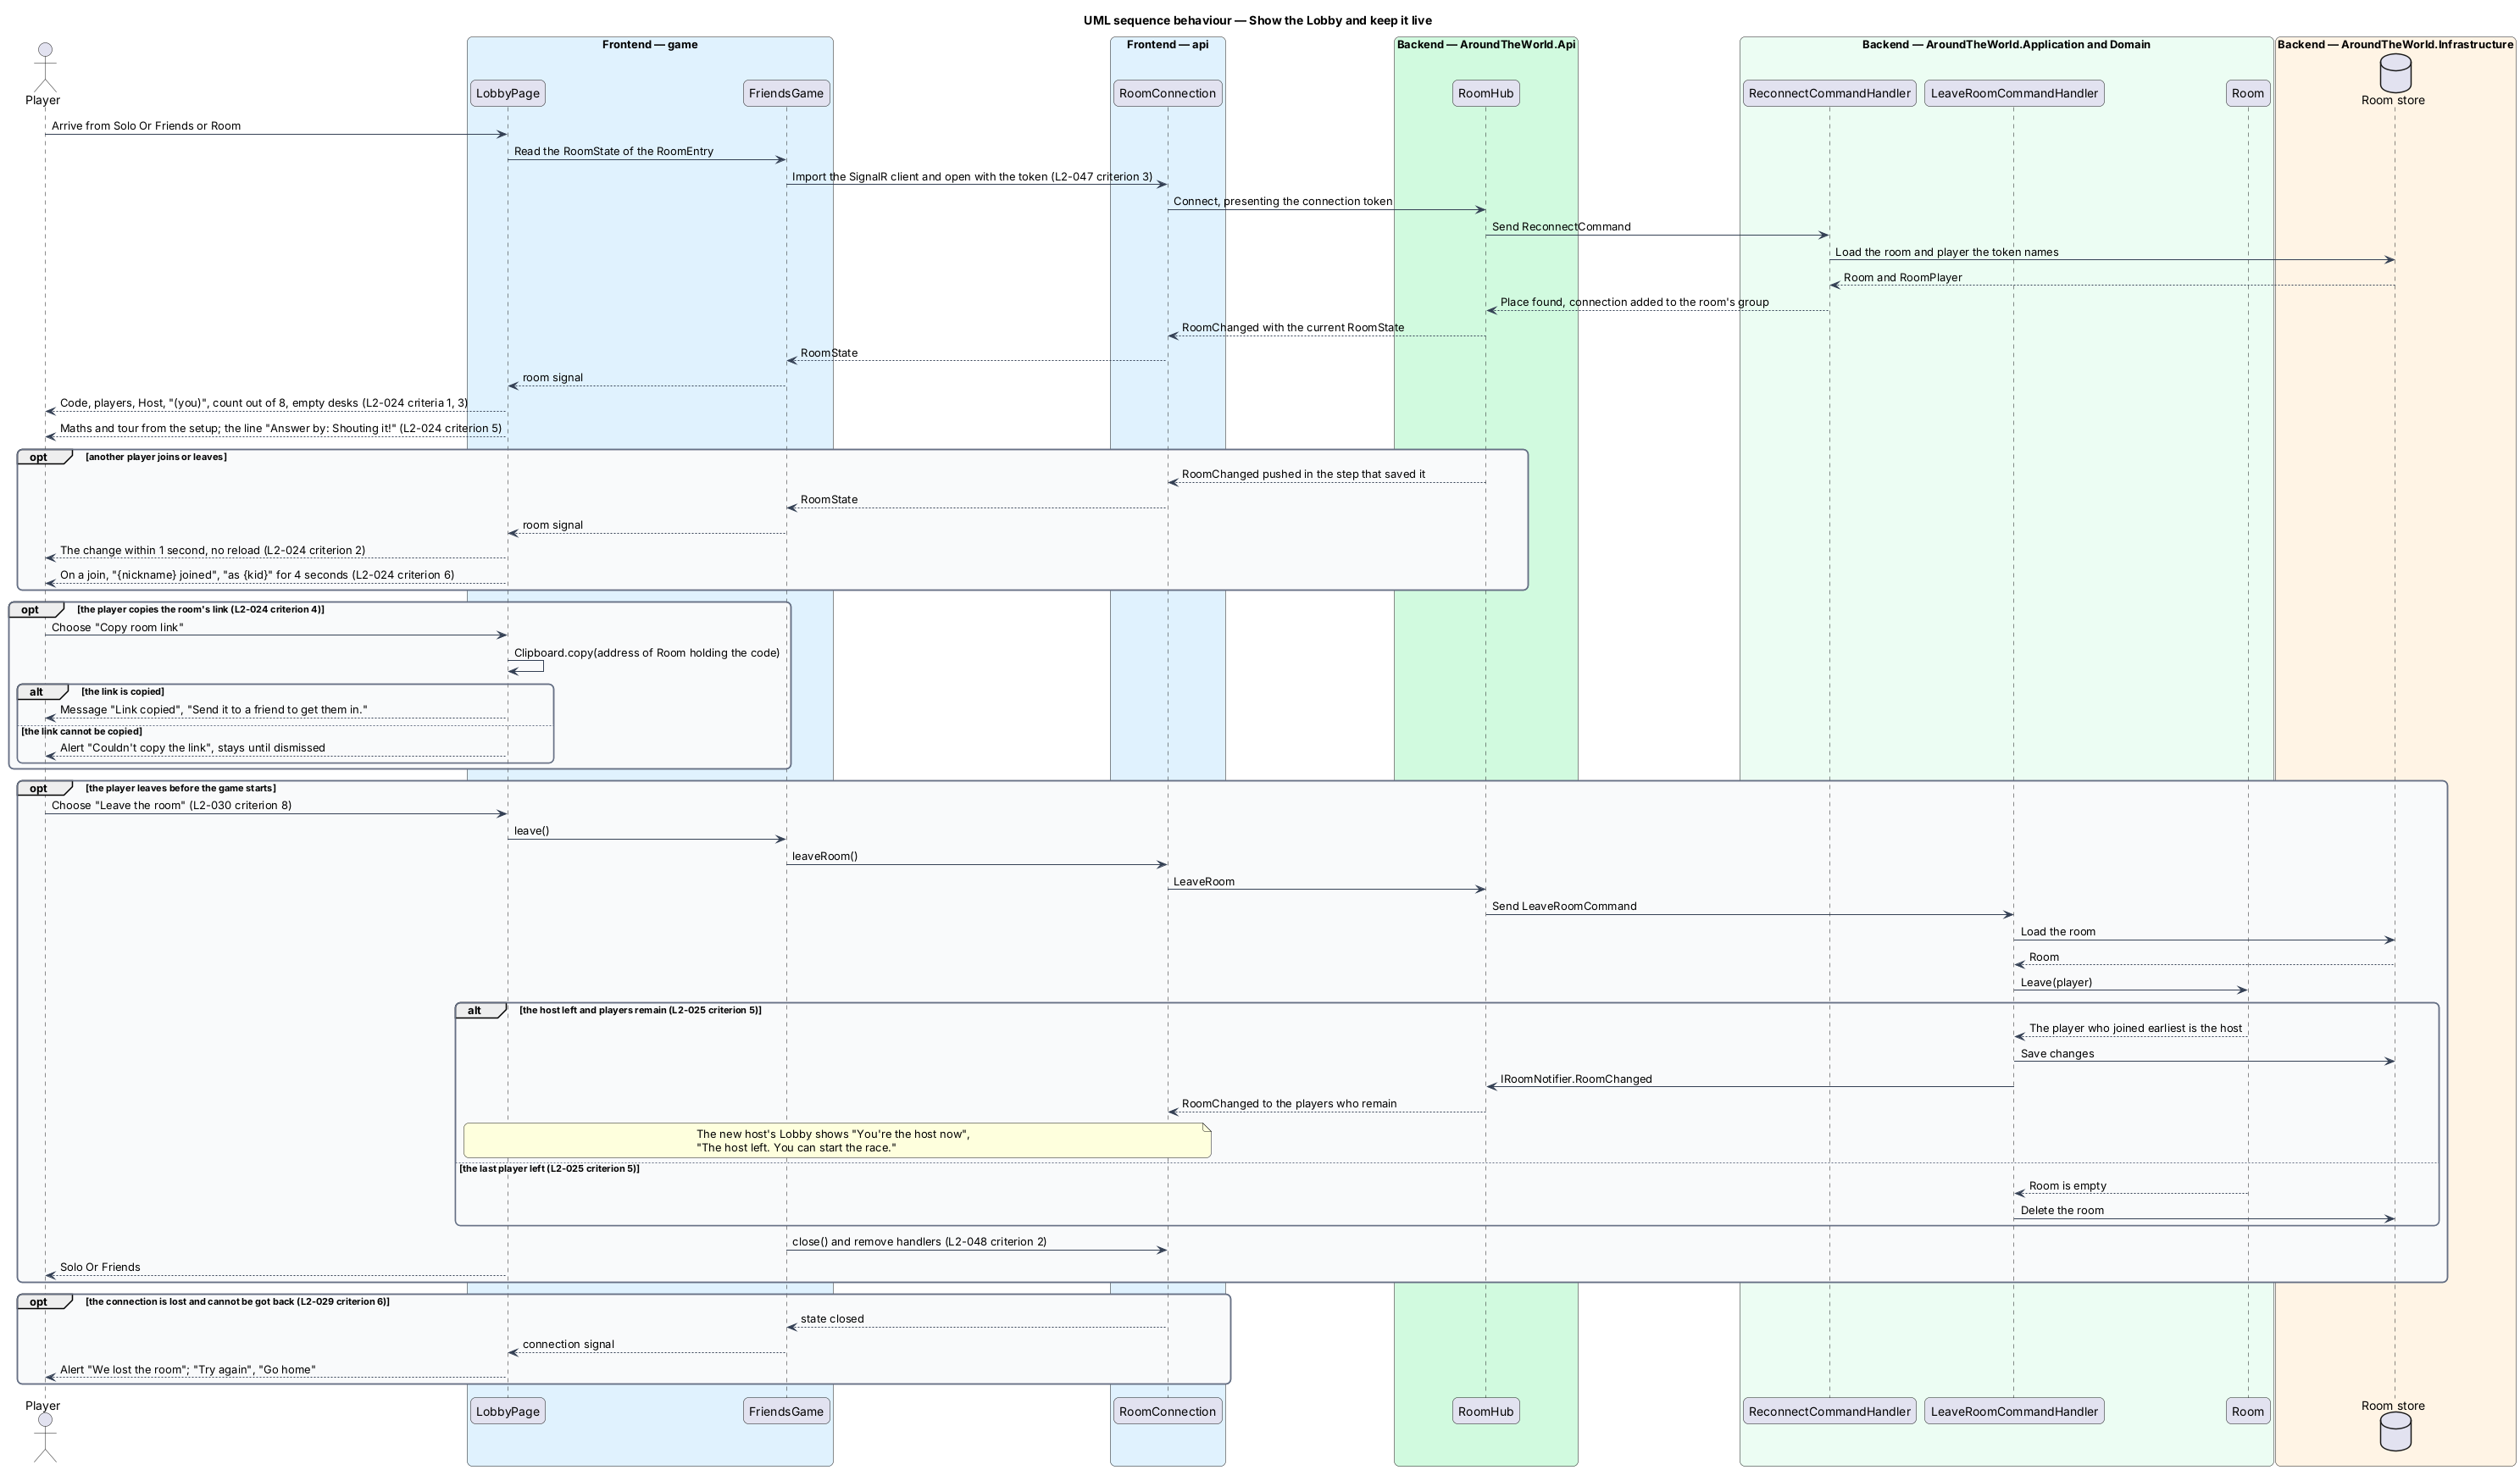 UML sequence behaviour — Show the Lobby and keep it live
Frontend — game
Frontend — api
Backend — AroundTheWorld.Api
Backend — AroundTheWorld.Application and Domain
Backend — AroundTheWorld.Infrastructure
Player
LobbyPage
FriendsGame
RoomConnection
RoomHub
ReconnectCommandHandler
LeaveRoomCommandHandler
Room
Room store
Arrive from Solo Or Friends or Room
Read the RoomState of the RoomEntry
Import the SignalR client and open with the token (L2-047 criterion 3)
Connect, presenting the connection token
Send ReconnectCommand
Load the room and player the token names
Room and RoomPlayer
Place found, connection added to the room's group
RoomChanged with the current RoomState
RoomState
room signal
Code, players, Host, "(you)", count out of 8, empty desks (L2-024 criteria 1, 3)
Maths and tour from the setup; the line "Answer by: Shouting it!" (L2-024 criterion 5)
opt [another player joins or leaves]
RoomChanged pushed in the step that saved it
RoomState
room signal
The change within 1 second, no reload (L2-024 criterion 2)
On a join, "{nickname} joined", "as {kid}" for 4 seconds (L2-024 criterion 6)
opt [the player copies the room's link (L2-024 criterion 4)]
Choose "Copy room link"
Clipboard.copy(address of Room holding the code)
alt [the link is copied]
Message "Link copied", "Send it to a friend to get them in."
[the link cannot be copied]
Alert "Couldn't copy the link", stays until dismissed
opt [the player leaves before the game starts]
Choose "Leave the room" (L2-030 criterion 8)
leave()
leaveRoom()
LeaveRoom
Send LeaveRoomCommand
Load the room
Room
Leave(player)
alt [the host left and players remain (L2-025 criterion 5)]
The player who joined earliest is the host
Save changes
IRoomNotifier.RoomChanged
RoomChanged to the players who remain
The new host's Lobby shows "You're the host now",
"The host left. You can start the race."
[the last player left (L2-025 criterion 5)]
Room is empty
Delete the room
close() and remove handlers (L2-048 criterion 2)
Solo Or Friends
opt [the connection is lost and cannot be got back (L2-029 criterion 6)]
state closed
connection signal
Alert "We lost the room"; "Try again", "Go home"
Player
LobbyPage
FriendsGame
RoomConnection
RoomHub
ReconnectCommandHandler
LeaveRoomCommandHandler
Room
Room store